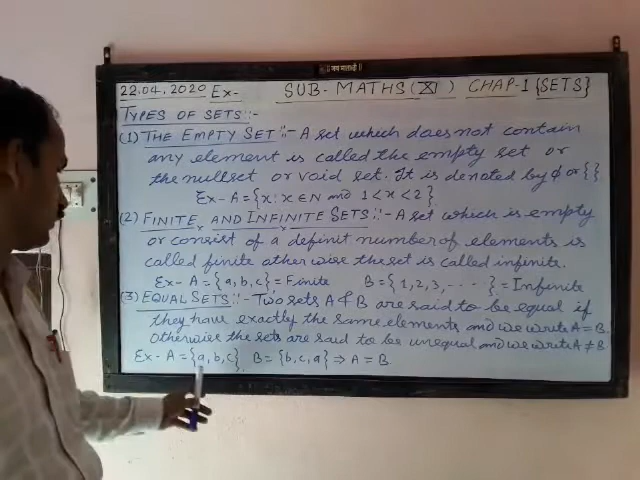 ॥ जय माताजी ॥
22.04.2020 Ex- SUB-MATHS(XI) CHAP-1{SETS}
TYPES OF SETS:-
(1) THE EMPTY SET:- A set which does not contain
any element is called the empty set or
the nullset or void set. It is denoted by ϕ or { }
Ex- A={x: x∈N and 1<x<2}
(2) FINITE, AND INFINITE SETS:- A set which is empty
or consist of a definit number of elements is
called finite otherwise the set is called infinite.
Ex- A={a,b,c}=Finite B={1,2,3,.....}=Infinite
(3) EQUAL SETS:- Two sets A & B are said to be equal if
they have exactly the same elements and we write A=B.
Otherwise the sets are said to be unequal and we write A≠B
Ex- A={a,b,c} B={b,c,a} ⇒ A=B